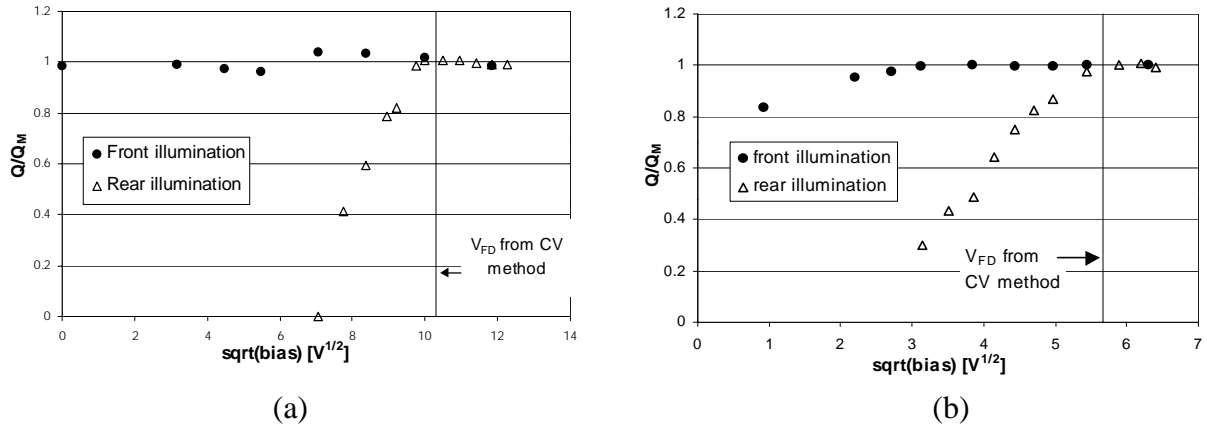 1.2
1
0.8
0.6
0.4
0.2
0
Q/Q_M
Front illumination
Rear illumination
V_FD from CV
method
0 2 4 6 8 10 12 14
sqrt(bias) [V^1/2]
(a)
1.2
1
0.8
0.6
0.4
0.2
0
Q/Q_M
front illumination
rear illumination
V_FD from
CV method
0 1 2 3 4 5 6 7
sqrt(bias) [V^1/2]
(b)